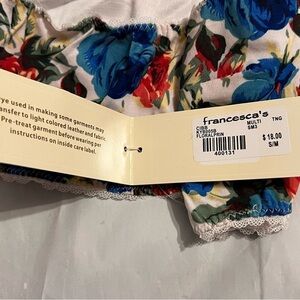 ye used in making some garments may
transfer to light colored leather and fabric.
Pre-treat garment before wearing per
instructions on inside care label.
francesca's
MULTI TNG
SM3
FLORALPRIN
$ 18.00
400131 S/M